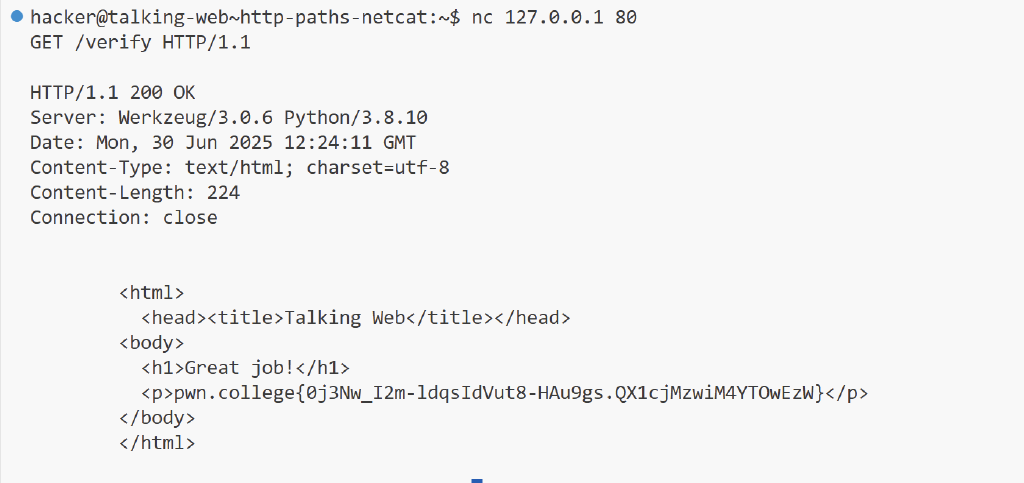 hacker@talking-web~http-paths-netcat:~$ nc 127.0.0.1 80
GET /verify HTTP/1.1
HTTP/1.1 200 OK
Server: Werkzeug/3.0.6 Python/3.8.10
Date: Mon, 30 Jun 2025 12:24:11 GMT
Content-Type: text/html; charset=utf-8
Content-Length: 224
Connection: close
<html>
<head><title>Talking Web</title></head>
<body>
<h1>Great job!</h1>
<p>pwn.college{0j3Nw_I2m-ldqsIdVut8-HAu9gs.QX1cjMzwiM4YTOwEzW}</p>
</body>
</html>